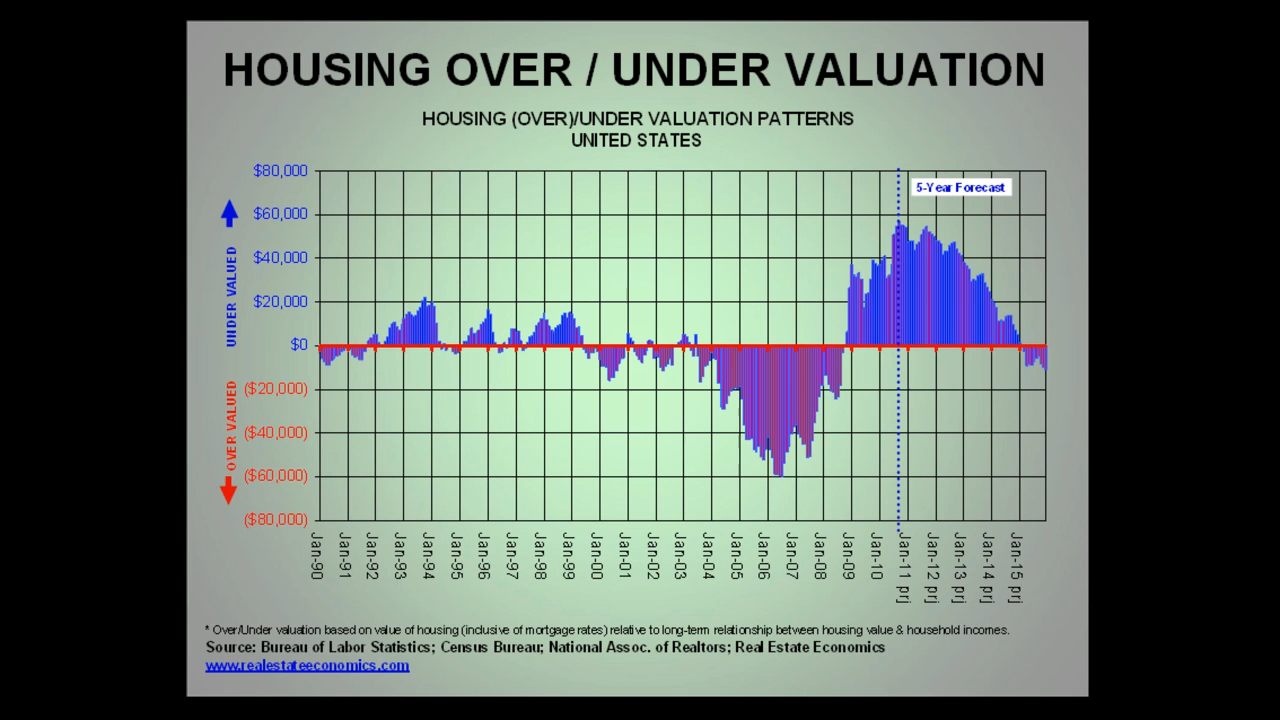 HOUSING OVER / UNDER VALUATION
HOUSING (OVER)/UNDER VALUATION PATTERNS
UNITED STATES
$80,000
5-Year Forecast
$60,000
$40,000
UNDER VALUED
$20,000
$0
OVER VALUED
($20,000)
($40,000)
($60,000)
($80,000)
Jan-90
Jan-91
Jan-92
Jan-93
Jan-94
Jan-95
Jan-96
Jan-97
Jan-98
Jan-99
Jan-00
Jan-01
Jan-02
Jan-03
Jan-04
Jan-05
Jan-06
Jan-07
Jan-08
Jan-09
Jan-10
Jan-11 prj
Jan-12 prj
Jan-13 prj
Jan-14 prj
Jan-15 prj
* Over/Under valuation based on value of housing (inclusive of mortgage rates) relative to long-term relationship between housing value & household incomes.
Source: Bureau of Labor Statistics; Census Bureau; National Assoc. of Realtors; Real Estate Economics
www.realestateeconomics.com